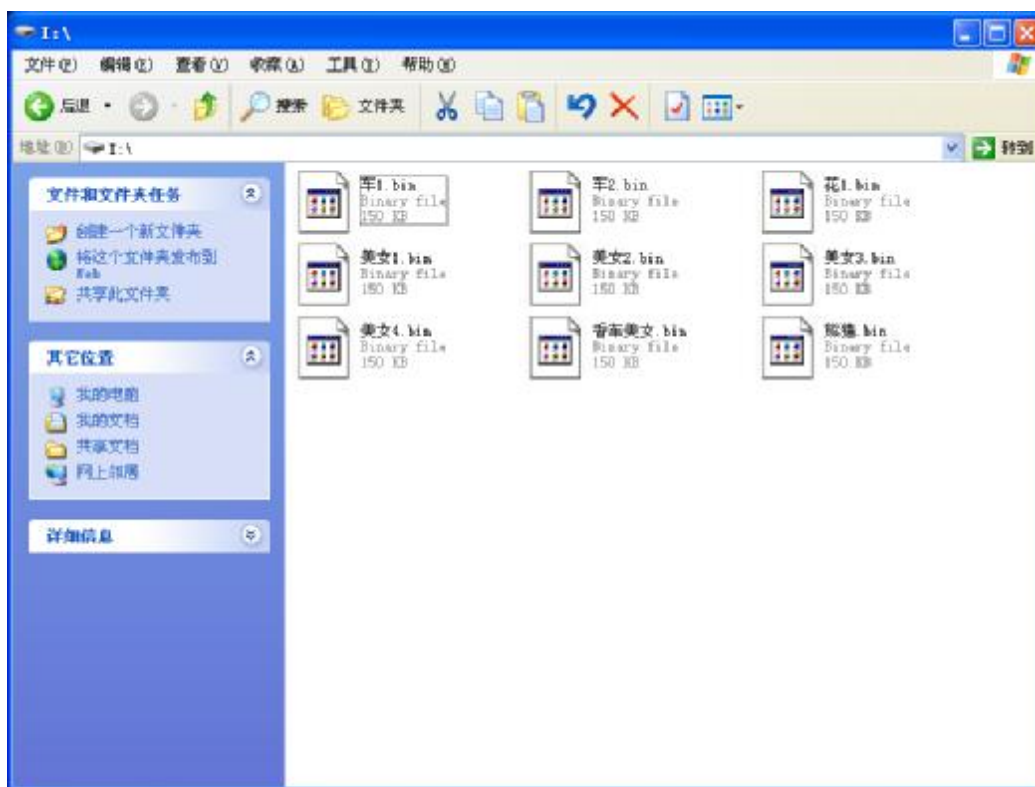 I:\
文件(F) 编辑(E) 查看(V) 收藏(A) 工具(T) 帮助(H)
后退 搜索 文件夹
地址(D) I:\ 转到
文件和文件夹任务
创建一个新文件夹
将这个文件夹发布到
Web
共享此文件夹
其它位置
我的电脑
我的文档
共享文档
网上邻居
详细信息
军1.bin
Binary file
150 KB
军2.bin
Binary file
150 KB
花1.bin
Binary file
150 KB
美女1.bin
Binary file
150 KB
美女2.bin
Binary file
150 KB
美女3.bin
Binary file
150 KB
美女4.bin
Binary file
150 KB
香车美女.bin
Binary file
150 KB
熊猫.bin
Binary file
150 KB